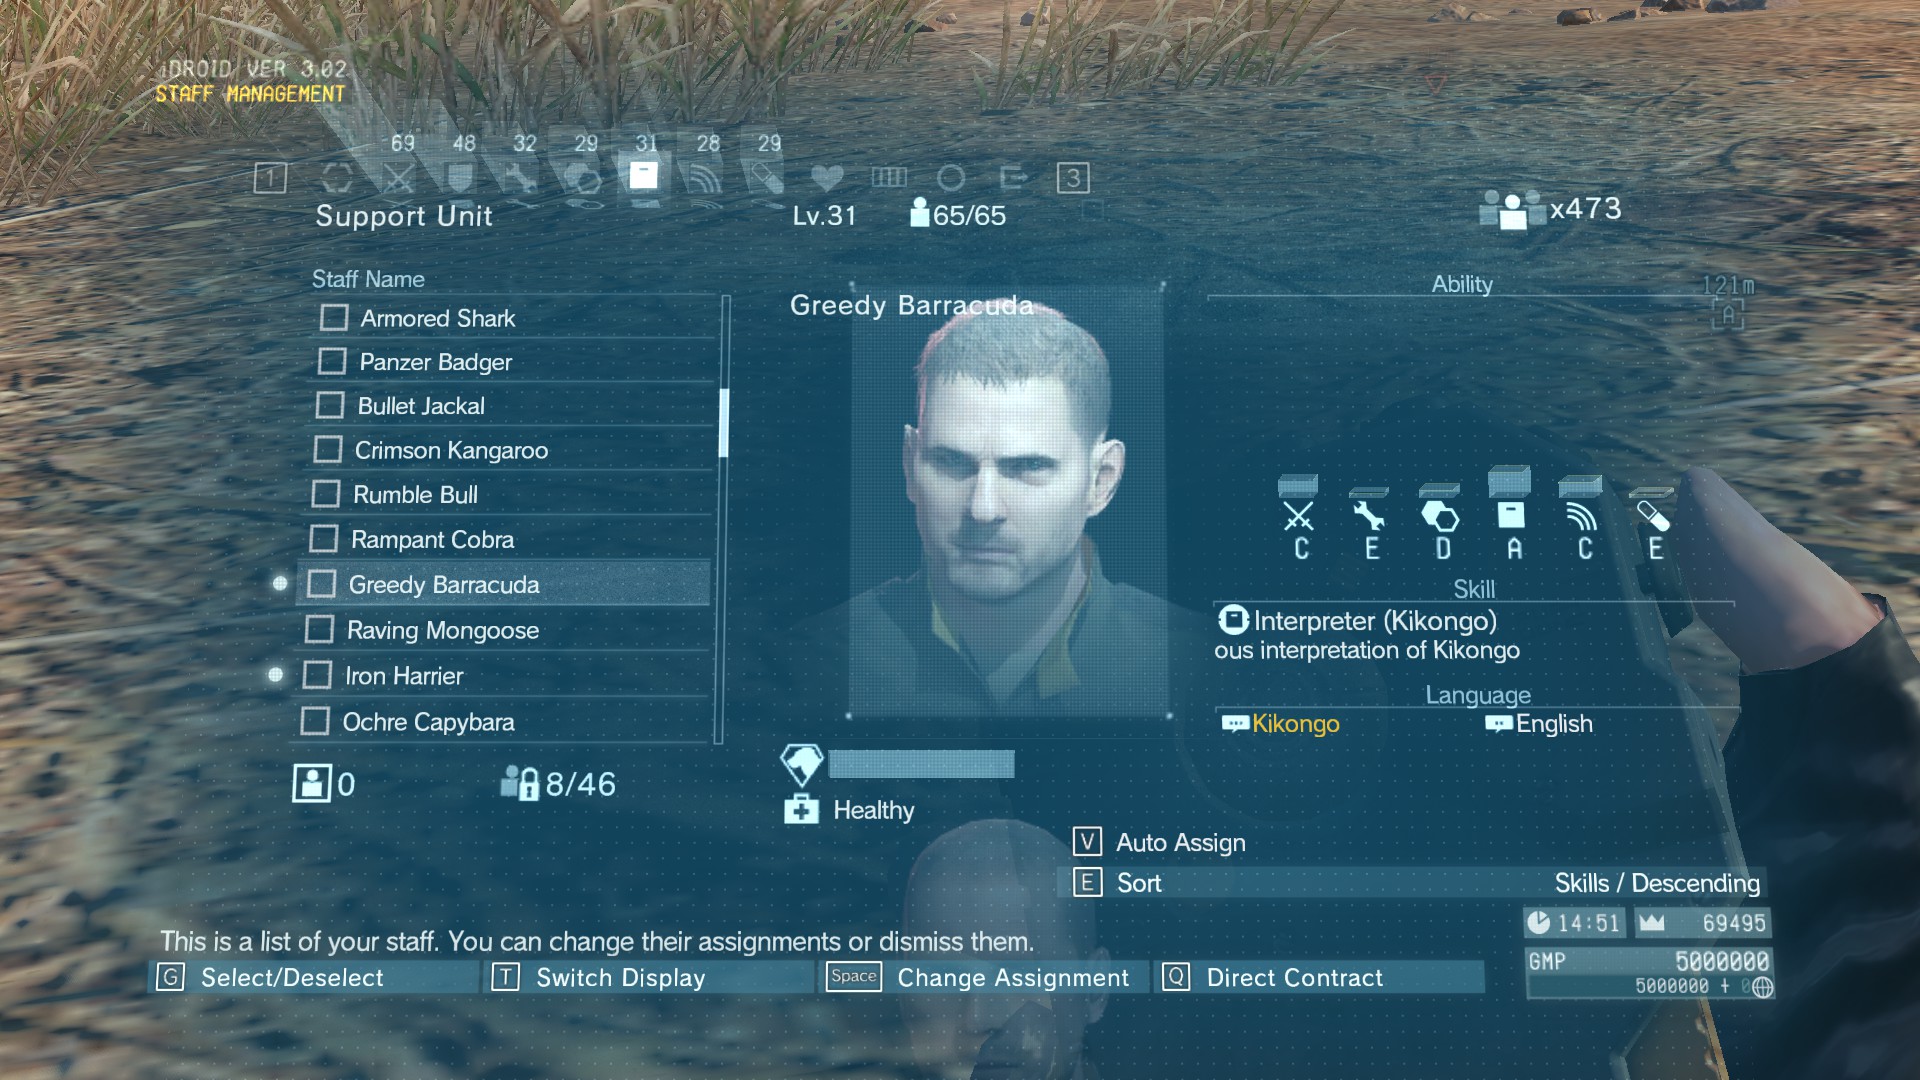 iDROID VER 3.02
STAFF MANAGEMENT
69 48 32 29 31 28 29
1 3
Support Unit Lv.31 65/65 x473
Staff Name
Armored Shark
Panzer Badger
Bullet Jackal
Crimson Kangaroo
Rumble Bull
Rampant Cobra
Greedy Barracuda
Raving Mongoose
Iron Harrier
Ochre Capybara
0 8/46
Greedy Barracuda
Healthy
Ability
121m
A
C E D A C E
Skill
Interpreter (Kikongo)
ous interpretation of Kikongo
Language
Kikongo English
V Auto Assign
E Sort Skills / Descending
14:51 69495
GMP 5000000
5000000 + 0
This is a list of your staff. You can change their assignments or dismiss them.
G Select/Deselect T Switch Display Space Change Assignment Q Direct Contract